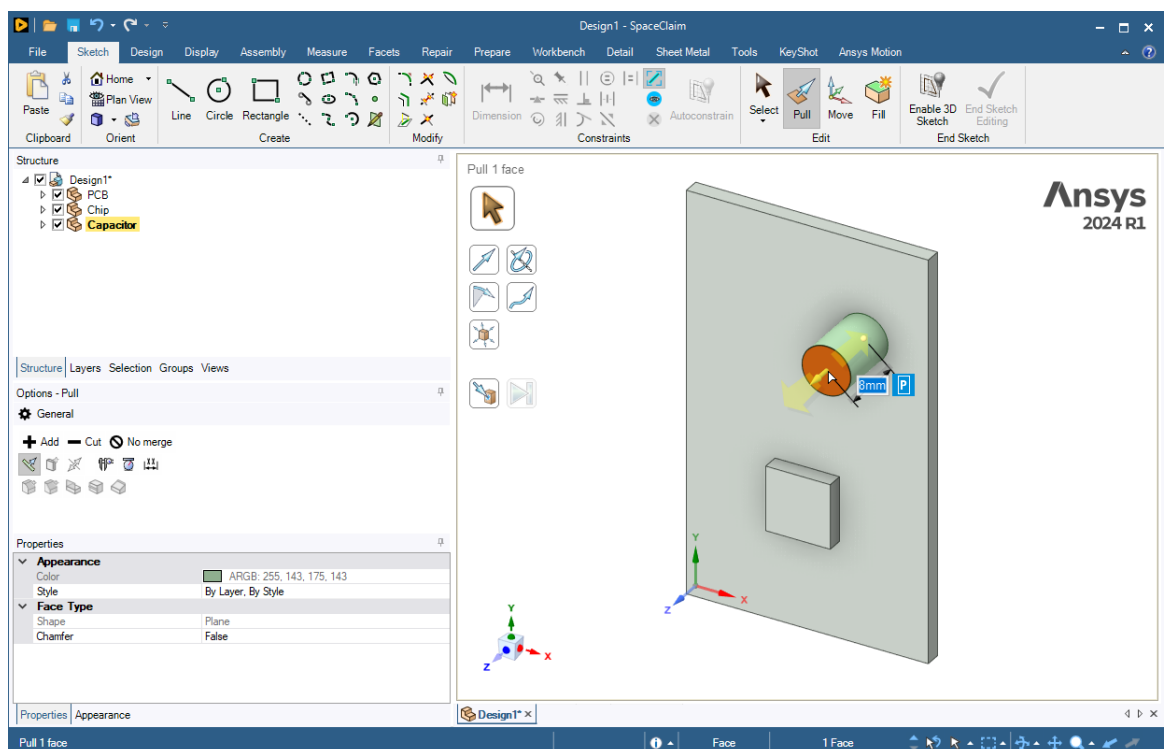 Design1 - SpaceClaim
File Sketch Design Display Assembly Measure Facets Repair Prepare Workbench Detail Sheet Metal Tools KeyShot Ansys Motion
Paste
Home
Plan View
Line Circle Rectangle
Dimension
Autoconstrain
Select Pull Move Fill
Enable 3D Sketch
End Sketch Editing
Clipboard Orient Create Modify Constraints Edit End Sketch
Structure
Design1*
PCB
Chip
Capacitor
Structure Layers Selection Groups Views
Options - Pull
General
Add Cut No merge
Properties
Appearance
Color ARGB: 255, 143, 175, 143
Style By Layer, By Style
Face Type
Shape Plane
Chamfer False
Properties Appearance
Pull 1 face
Ansys
2024 R1
8mm P
Y
X
Z
Y
X
Z
Design1*
Pull 1 face Face 1 Face